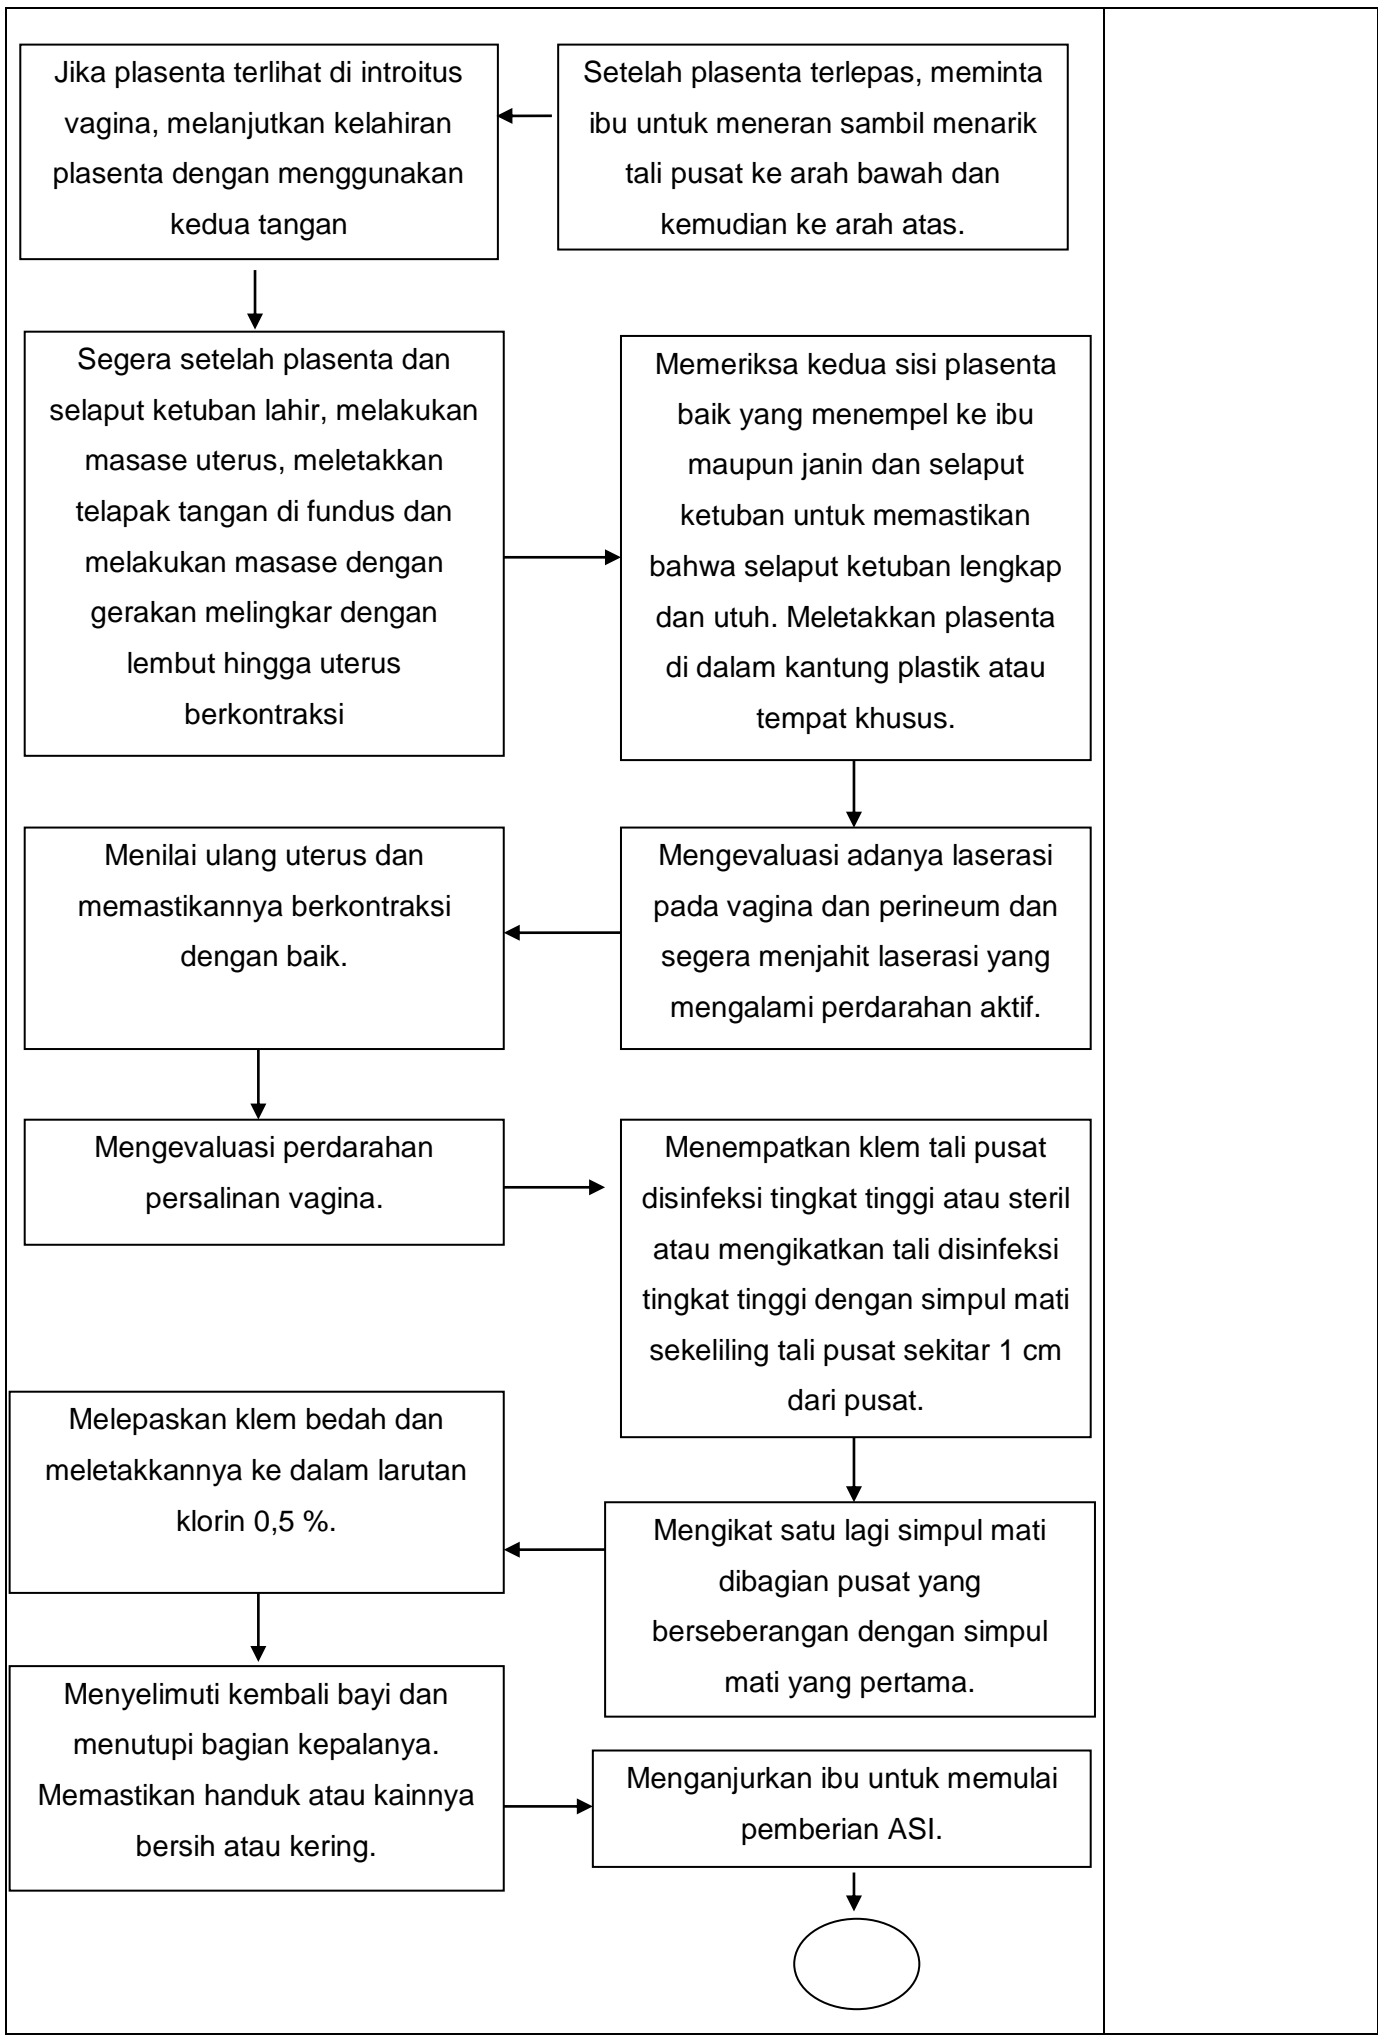 Setelah plasenta terlepas, meminta
ibu untuk meneran sambil menarik
tali pusat ke arah bawah dan
kemudian ke arah atas.
Jika plasenta terlihat di introitus
vagina, melanjutkan kelahiran
plasenta dengan menggunakan
kedua tangan
Segera setelah plasenta dan
selaput ketuban lahir, melakukan
masase uterus, meletakkan
telapak tangan di fundus dan
melakukan masase dengan
gerakan melingkar dengan
lembut hingga uterus
berkontraksi
Memeriksa kedua sisi plasenta
baik yang menempel ke ibu
maupun janin dan selaput
ketuban untuk memastikan
bahwa selaput ketuban lengkap
dan utuh. Meletakkan plasenta
di dalam kantung plastik atau
tempat khusus.
Mengevaluasi adanya laserasi
pada vagina dan perineum dan
segera menjahit laserasi yang
mengalami perdarahan aktif.
Menilai ulang uterus dan
memastikannya berkontraksi
dengan baik.
Mengevaluasi perdarahan
persalinan vagina.
Menempatkan klem tali pusat
disinfeksi tingkat tinggi atau steril
atau mengikatkan tali disinfeksi
tingkat tinggi dengan simpul mati
sekeliling tali pusat sekitar 1 cm
dari pusat.
Mengikat satu lagi simpul mati
dibagian pusat yang
berseberangan dengan simpul
mati yang pertama.
Melepaskan klem bedah dan
meletakkannya ke dalam larutan
klorin 0,5 %.
Menyelimuti kembali bayi dan
menutupi bagian kepalanya.
Memastikan handuk atau kainnya
bersih atau kering.
Menganjurkan ibu untuk memulai
pemberian ASI.